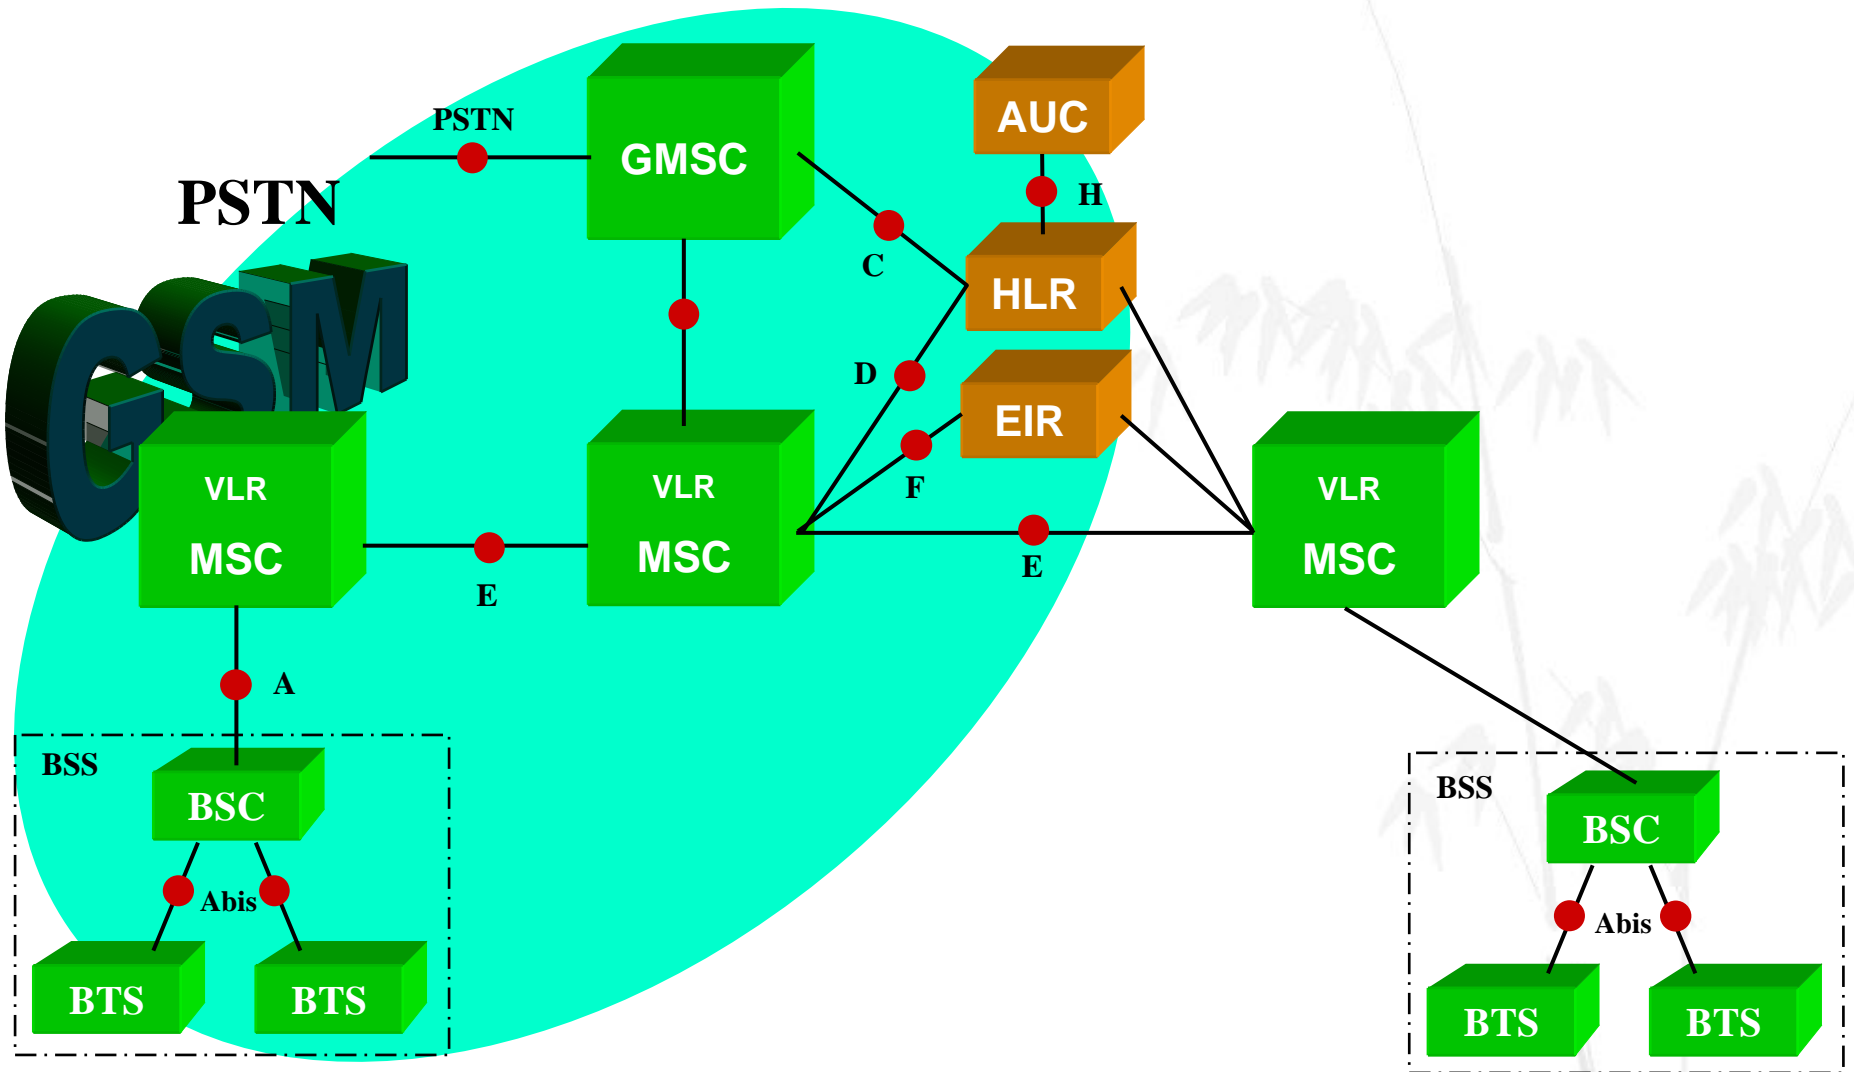 PSTN
GMSC
AUC
PSTN
H
C
HLR
GSM
D
EIR
F
VLR
MSC
VLR
MSC
VLR
MSC
E
E
A
BSS
BSC
Abis
BTS
BTS
BSS
BSC
Abis
BTS
BTS